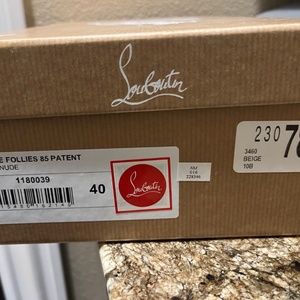 Louboutin
E FOLLIES 85 PATENT
NUDE
1180039
40
Louboutin
230
3460
BEIGE
10B